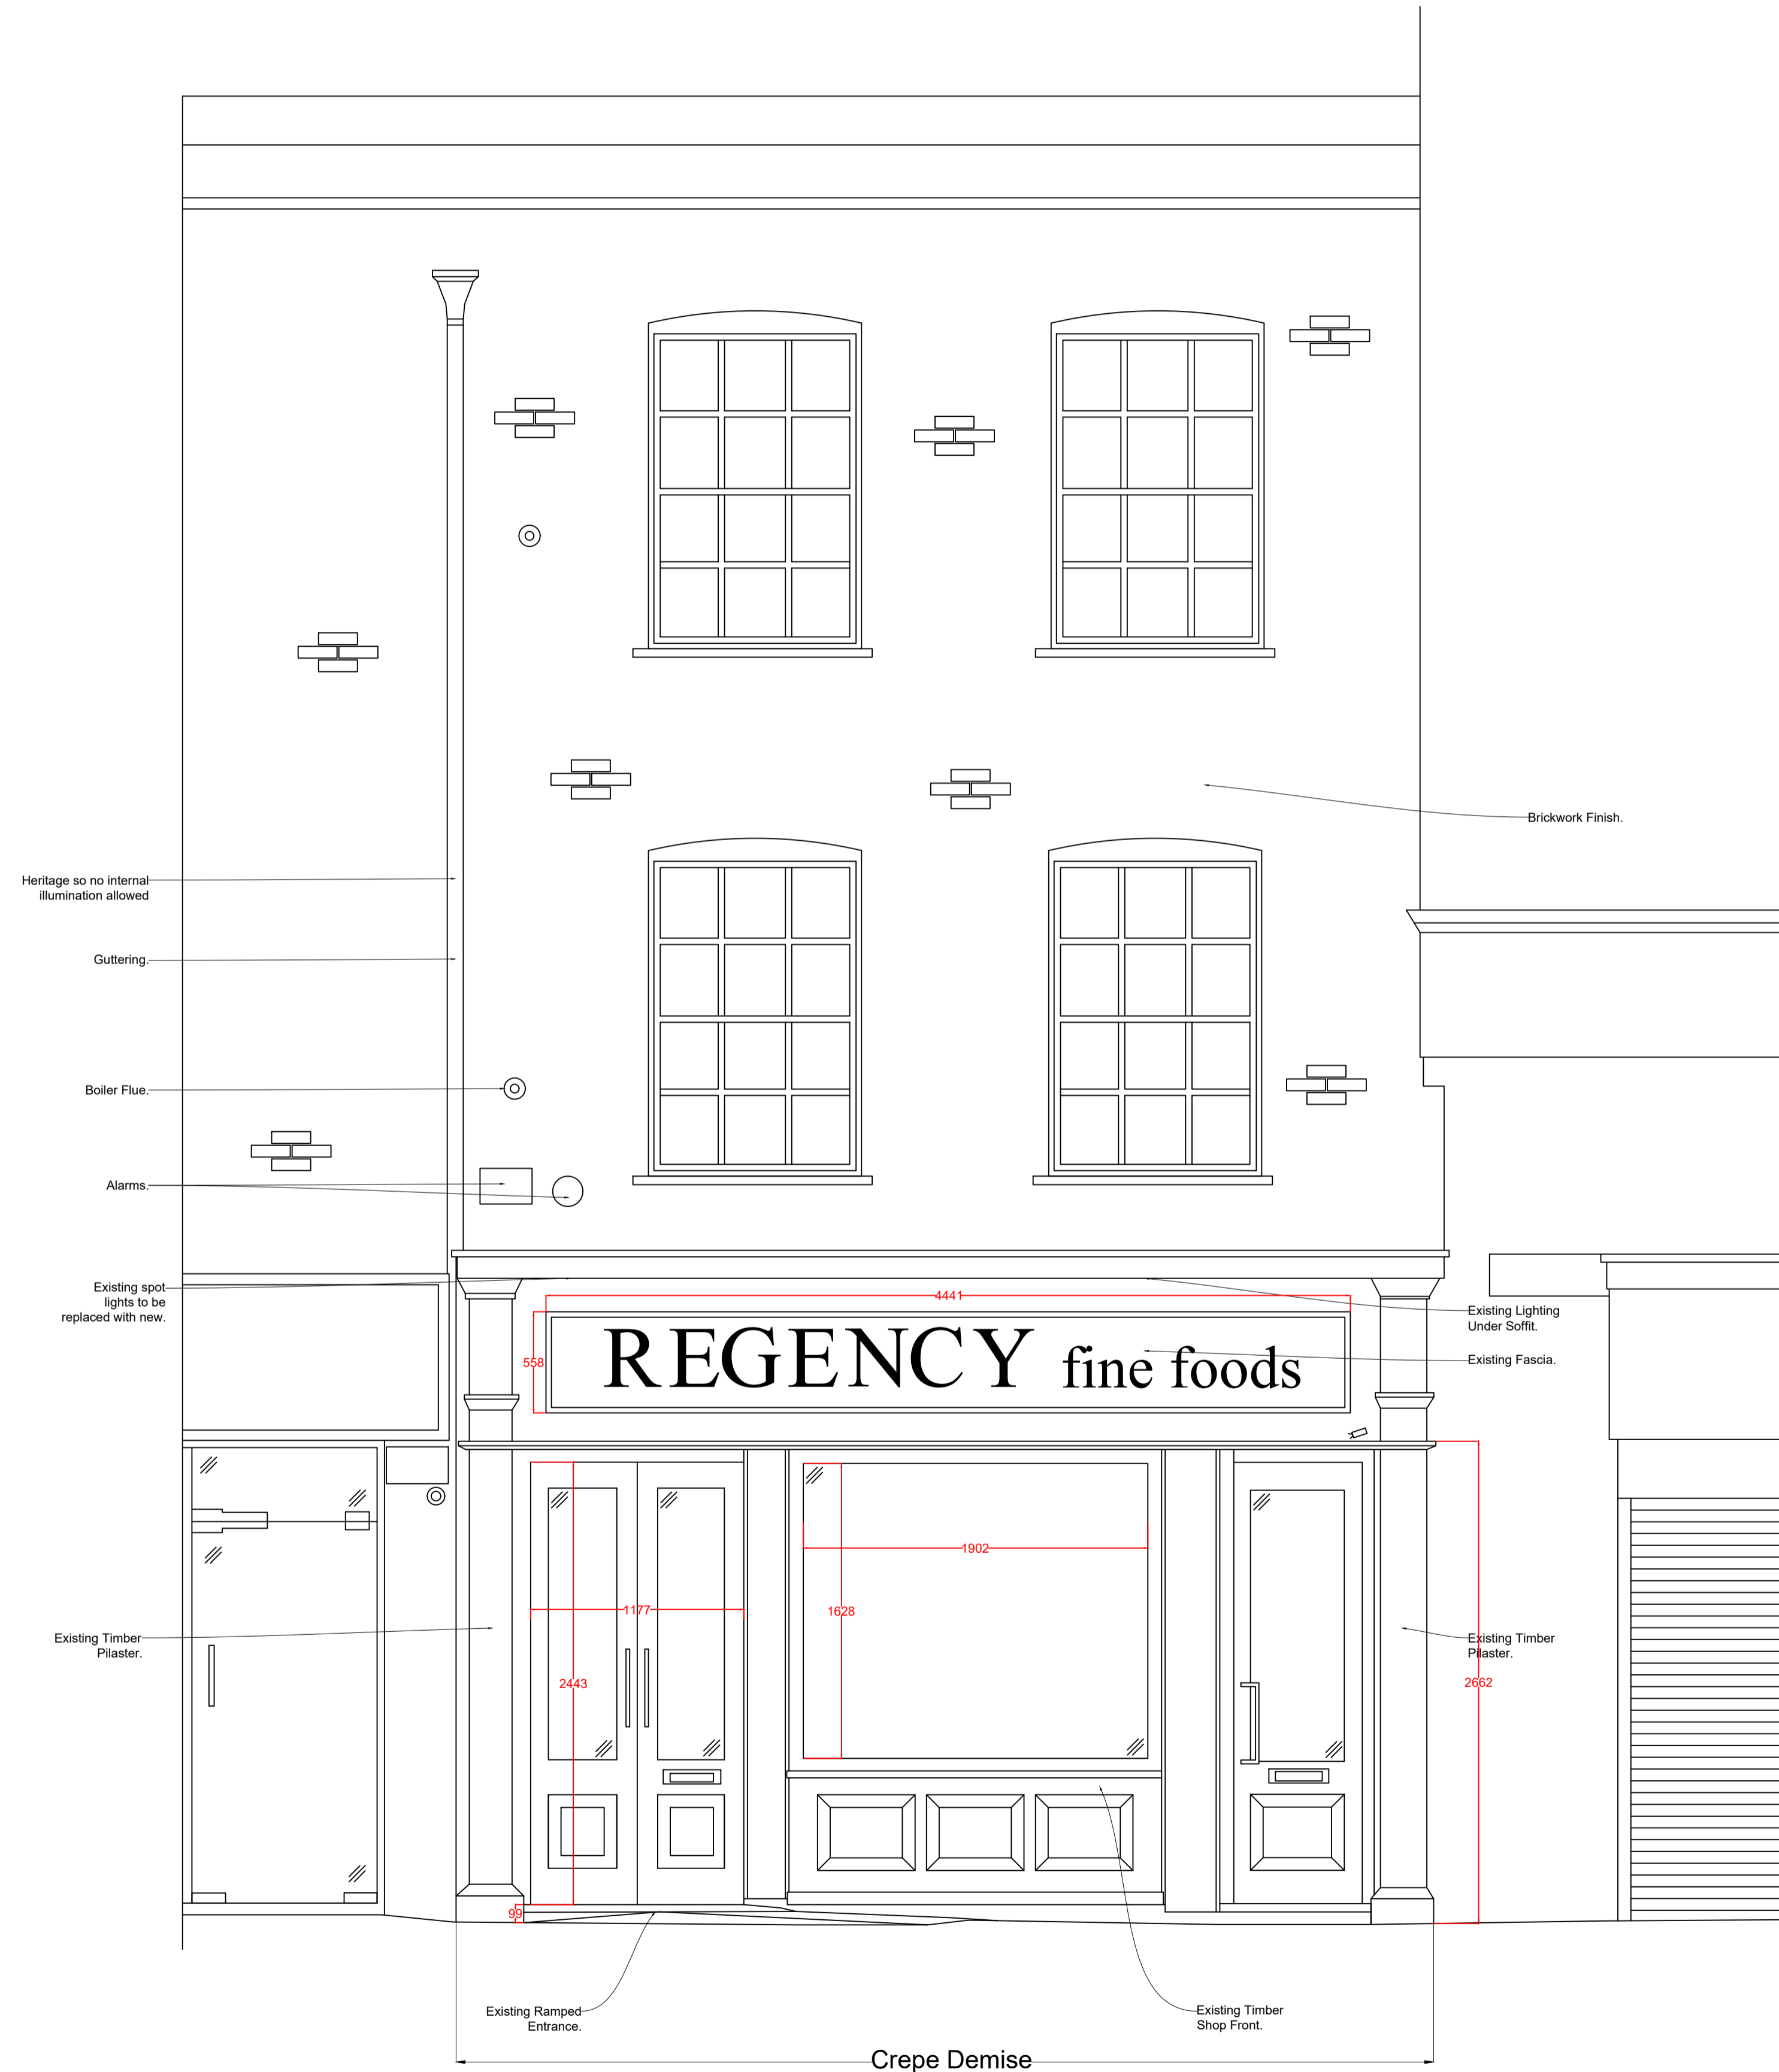 Brickwork Finish.
Heritage so no internal
illumination allowed
Guttering.
Boiler Flue.
Alarms.
Existing spot
lights to be
replaced with new.
4441
Existing Lighting
Under Soffit.
558
REGENCY fine foods
Existing Fascia.
1902
1177
1628
Existing Timber
Pilaster.
Existing Timber
Pilaster.
2443
2662
99
Existing Ramped
Entrance.
Existing Timber
Shop Front.
Crepe Demise